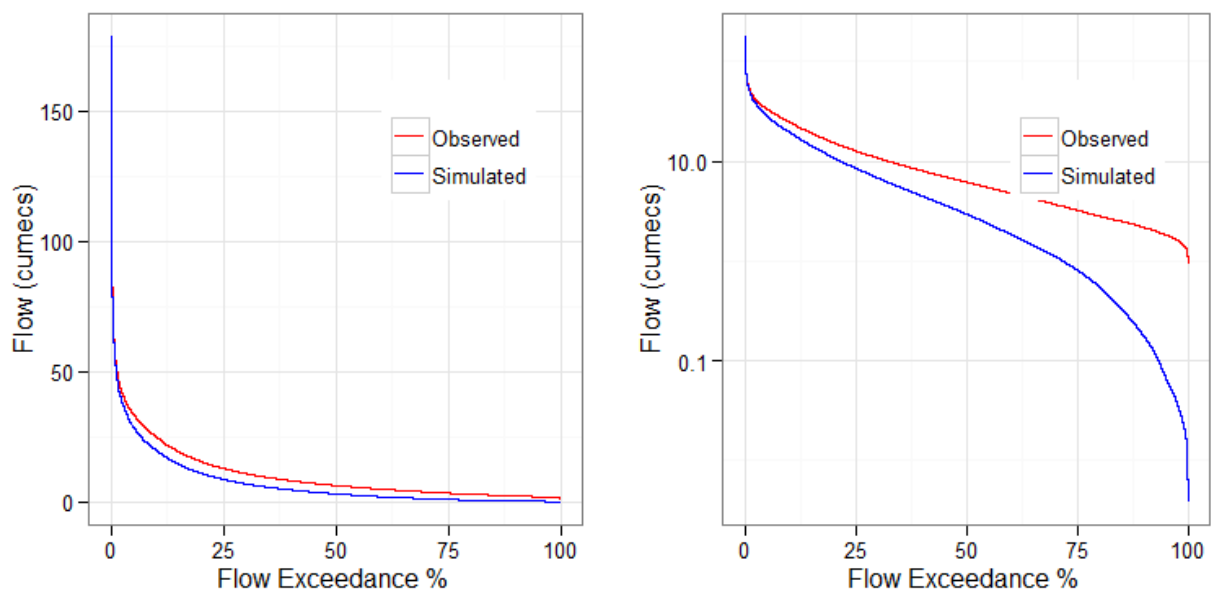 150
100
50
0
Flow (cumecs)
Observed
Simulated
0 25 50 75 100
Flow Exceedance %
10.0
0.1
Flow (cumecs)
Observed
Simulated
0 25 50 75 100
Flow Exceedance %